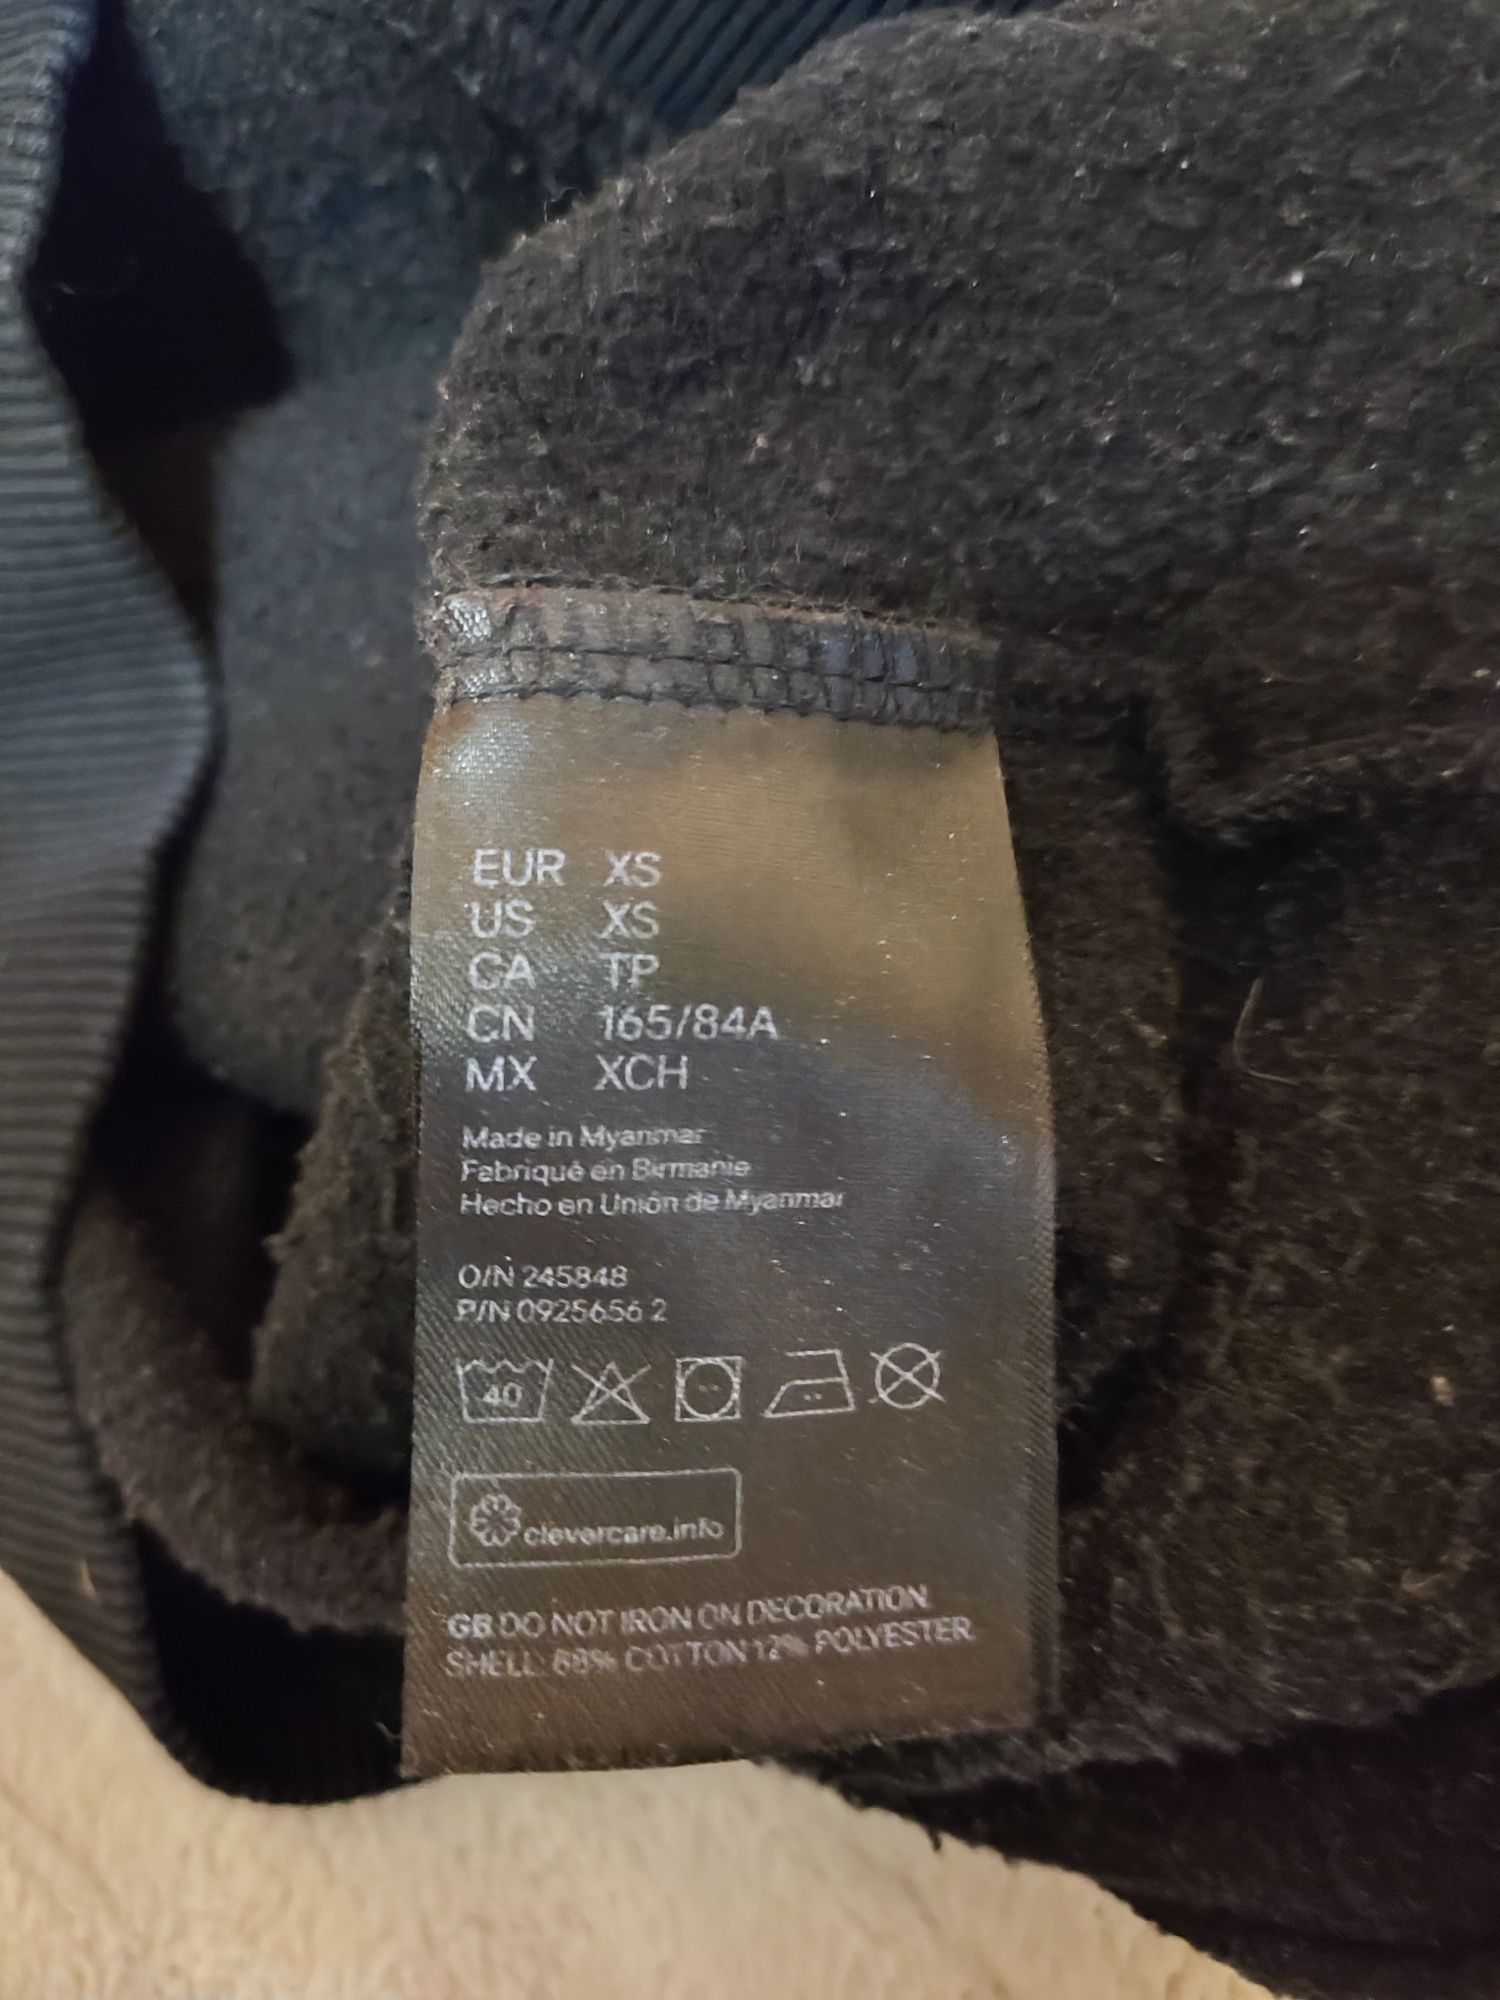 EUR XS
US XS
CA TP
CN 165/84A
MX XCH
Made in Myanmar
Fabriqué en Birmanie
Hecho en Unión de Myanmar
O/N 245848
P/N 0925656 2
40
clevercare.info
GB DO NOT IRON ON DECORATION.
SHELL: 88% COTTON 12% POLYESTER